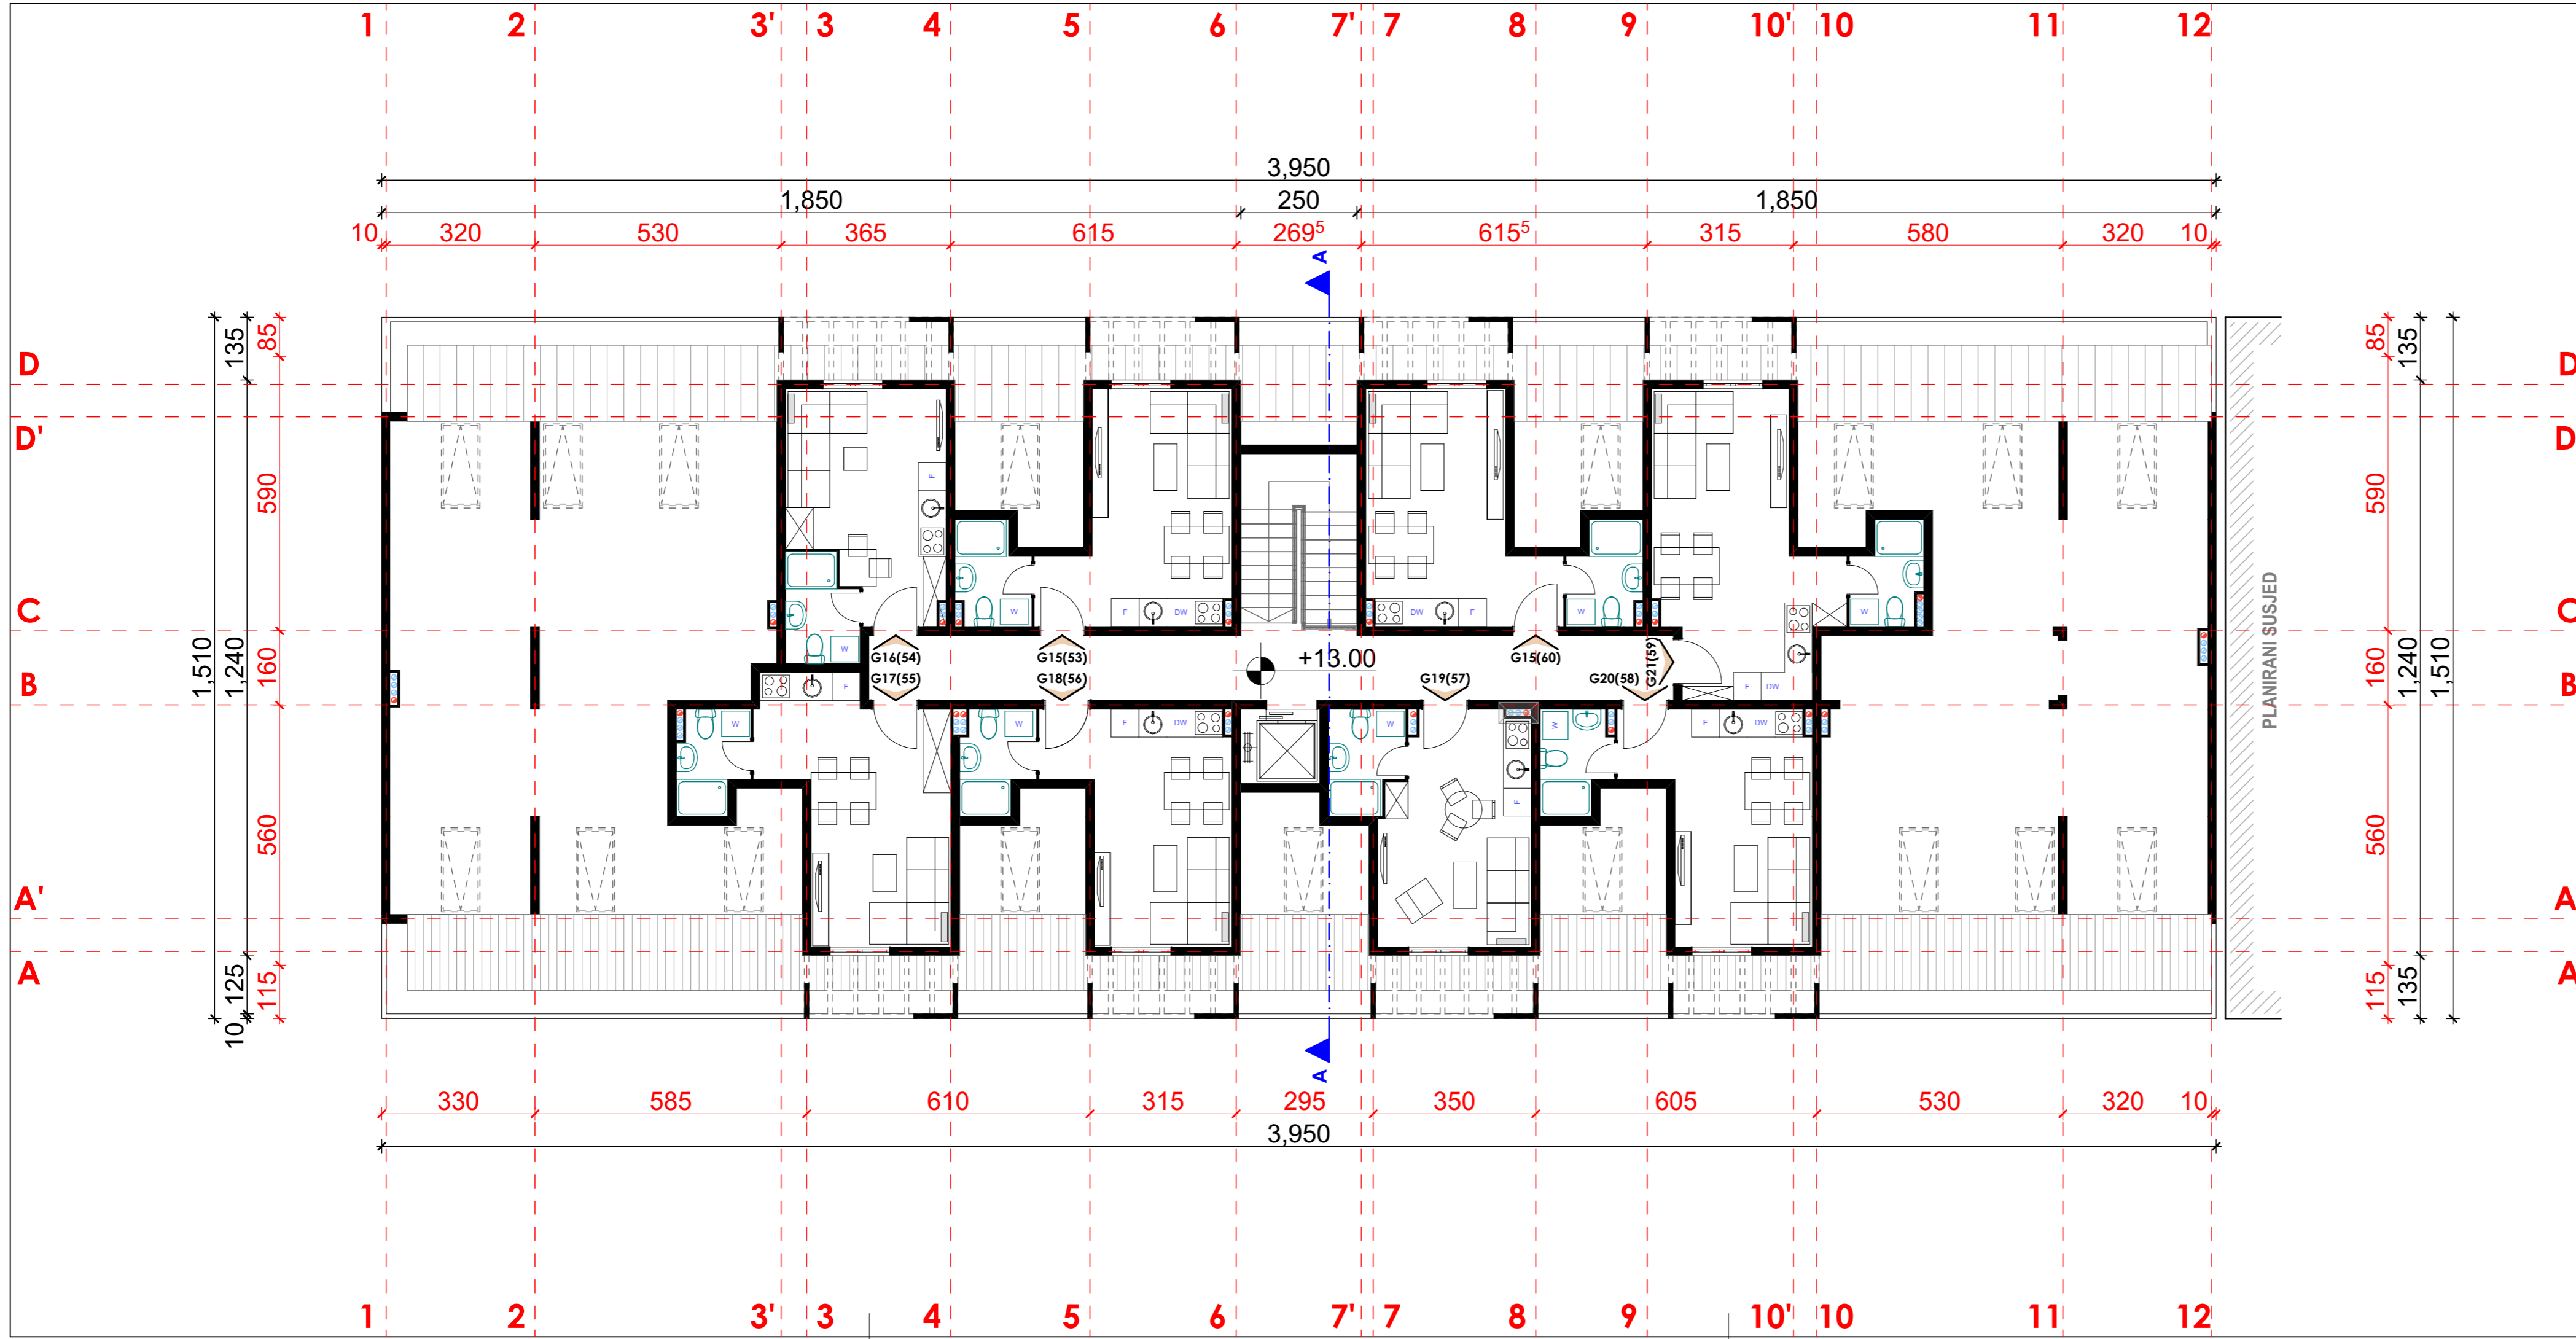 1 2 3' 3 4 5 6 7' 7 8 9 10' 10 11 12
3,950
1,850 250 1,850
10 320 530 365 615 269⁵ 615⁵ 315 580 320 10
A
85 135 85 135
D D
D' D
590 590
F
W W W W
F DW DW F
C C
G16(54) G15(53) +13.00 G15(60) G21(59)
G17(55) G18(56) G19(57) G20(58)
PLANIRANI SUSJED
1,510 1,240 160 160 1,240 1,510
B B
F F DW
W W W W
F DW F DW
F
560 560
A' A
A A
10 125 115 115 135
A
330 585 610 315 295 350 605 530 320 10
3,950
1 2 3' 3 4 5 6 7' 7 8 9 10' 10 11 12